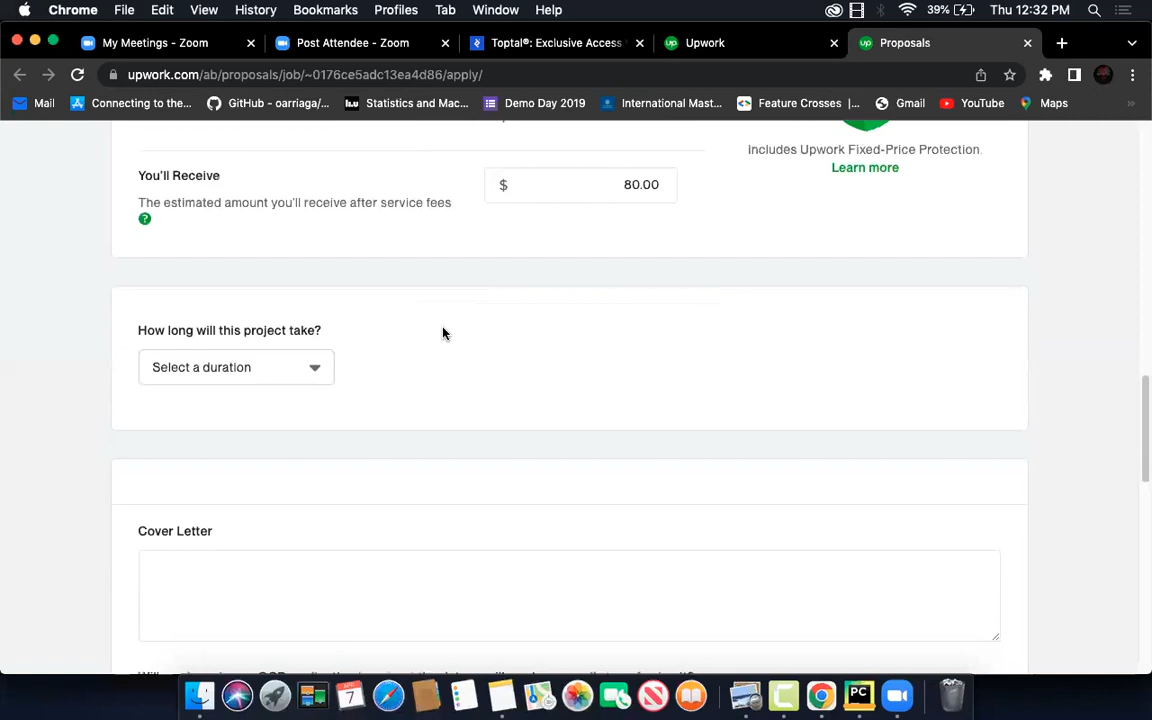 Chrome File Edit View History Bookmarks Profiles Tab Window Help 39% Thu 12:32 PM
My Meetings - Zoom Post Attendee - Zoom Toptal®: Exclusive Access Upwork Proposals
upwork.com/ab/proposals/job/~0176ce5adc13ea4d86/apply/
Mail Connecting to the... GitHub - oarriaga/... Statistics and Mac... Demo Day 2019 International Mast... Feature Crosses |... Gmail YouTube Maps »
Includes Upwork Fixed-Price Protection.
Learn more
You'll Receive
$ 80.00
The estimated amount you'll receive after service fees
?
How long will this project take?
Select a duration
Cover Letter
APR
7
PC